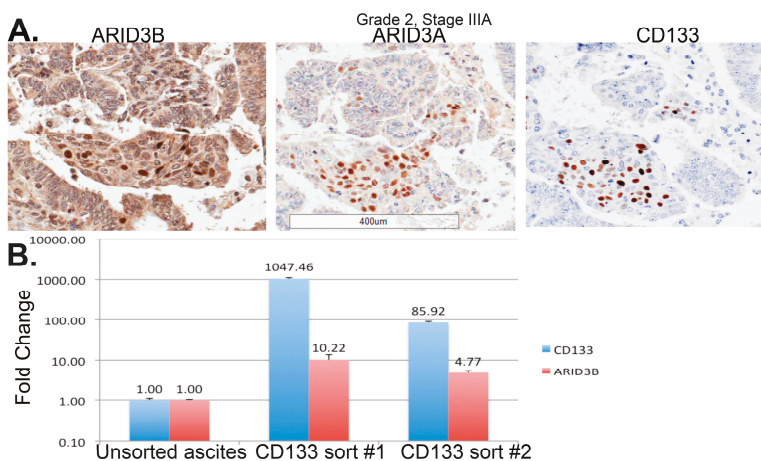 A.
Grade 2, Stage IIIA
ARID3B
ARID3A
CD133
400um
B.
Fold Change
10000.00
1000.00
100.00
10.00
1.00
0.10
1.00
1.00
1047.46
10.22
85.92
4.77
CD133
ARID3B
Unsorted ascites
CD133 sort #1
CD133 sort #2